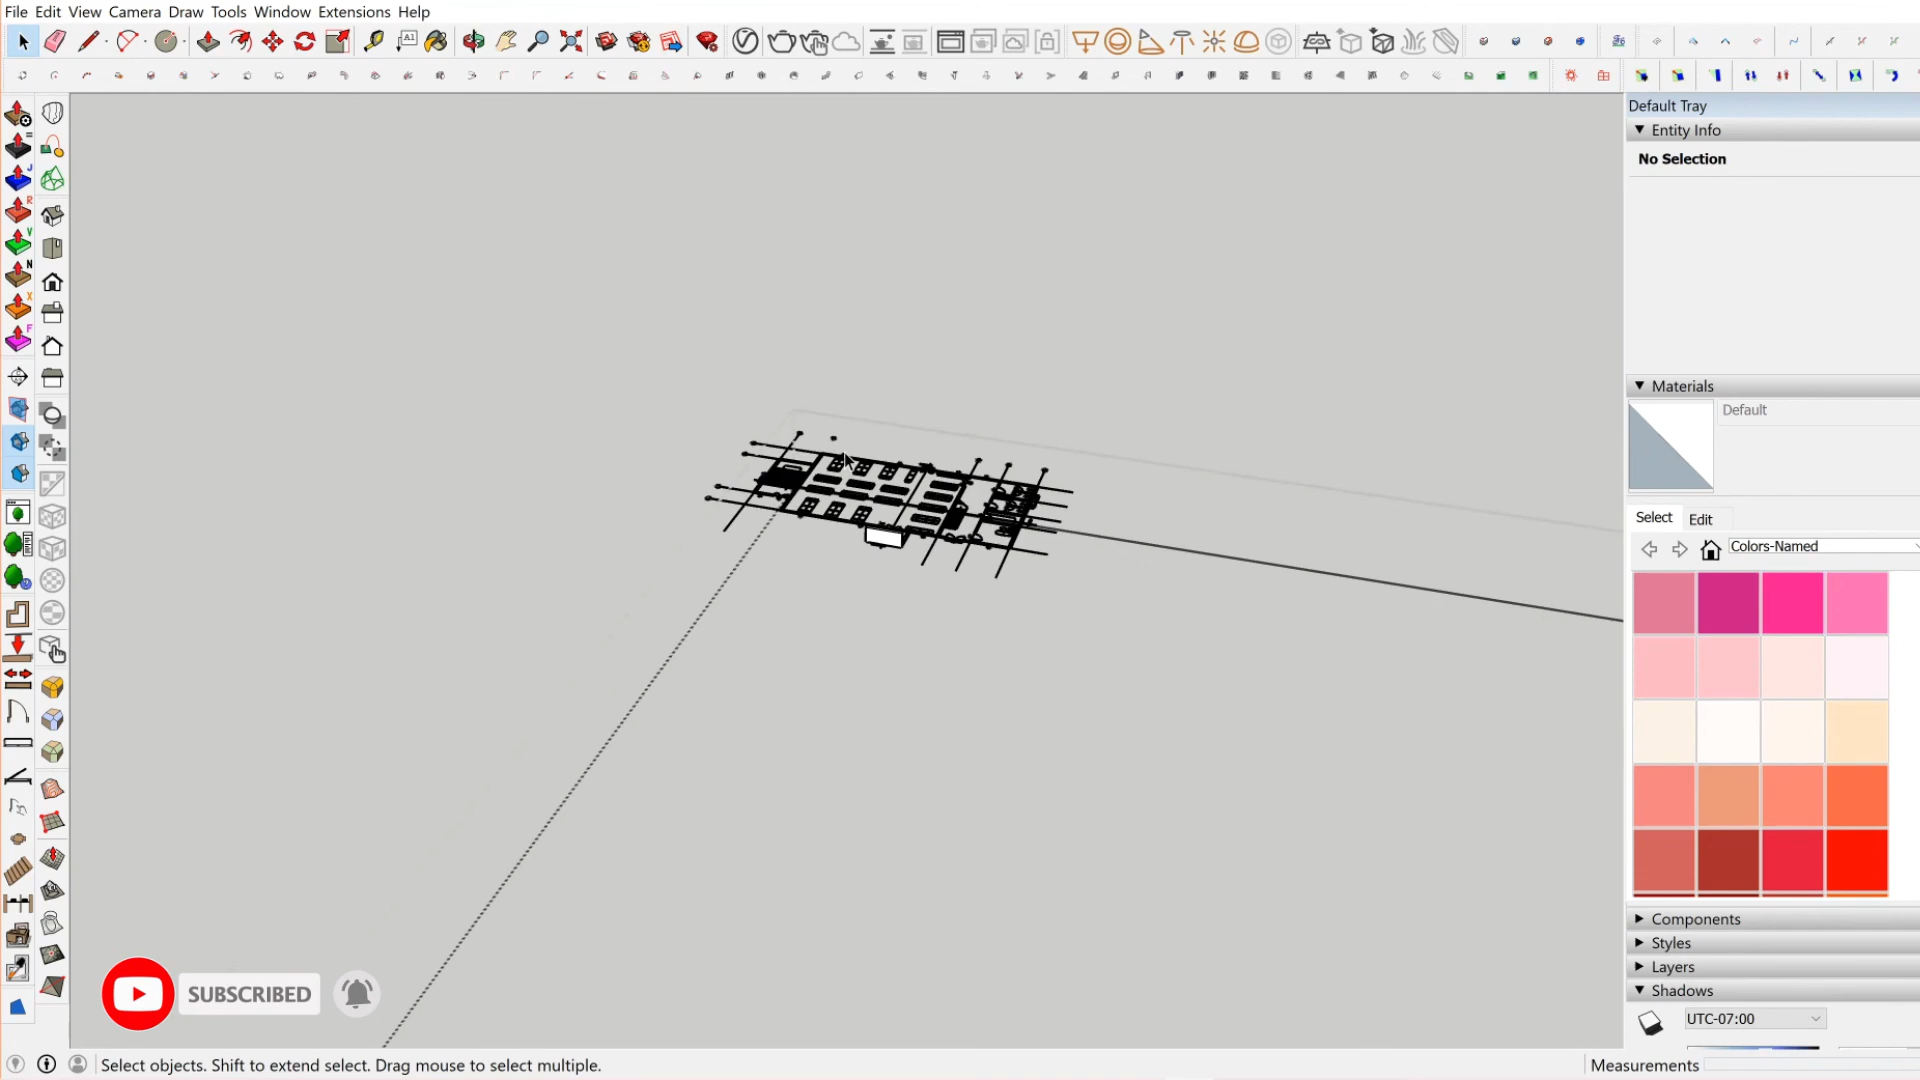 File Edit View Camera Draw Tools Window Extensions Help
A1
Default Tray
Entity Info
No Selection
=
J
R
V
N
X
F
Materials
Default
Select Edit
Colors-Named
Components
Styles
Layers
Shadows
UTC-07:00
SUBSCRIBED
Select objects. Shift to extend select. Drag mouse to select multiple.
Measurements